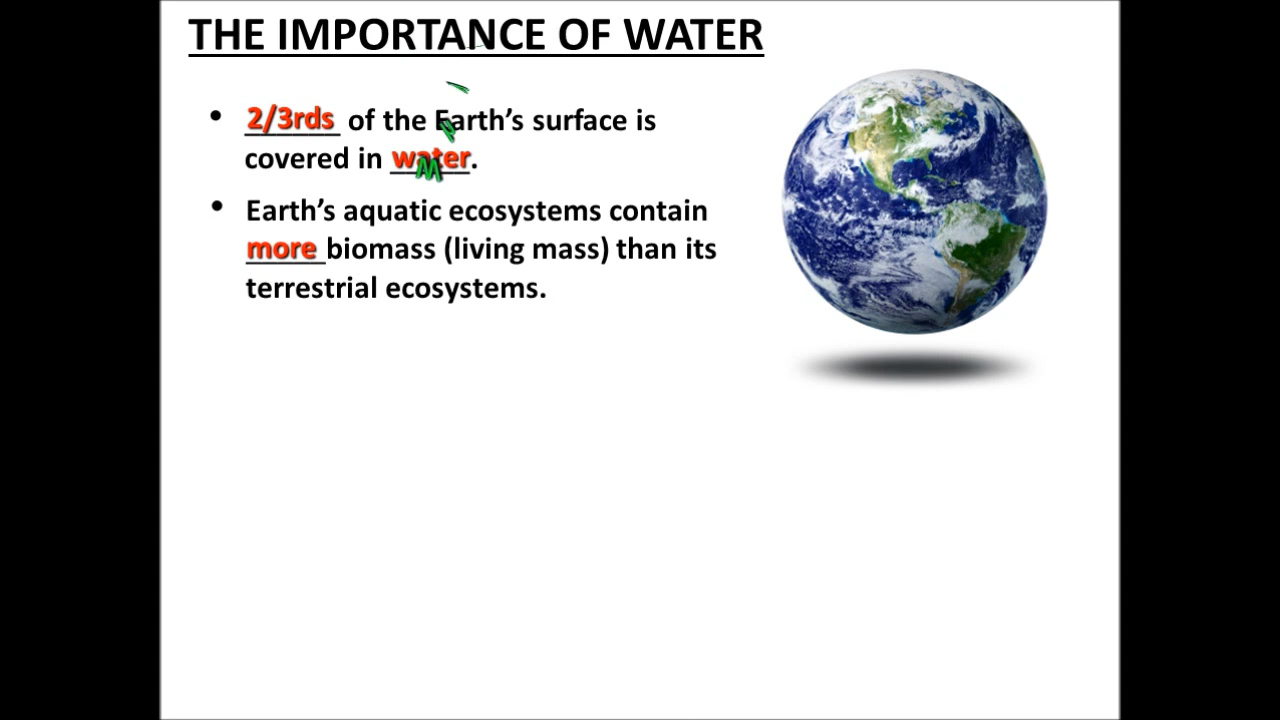 THE IMPORTANCE OF WATER
• 2/3rds of the Earth's surface is
covered in water.
• Earth's aquatic ecosystems contain
more biomass (living mass) than its
terrestrial ecosystems.